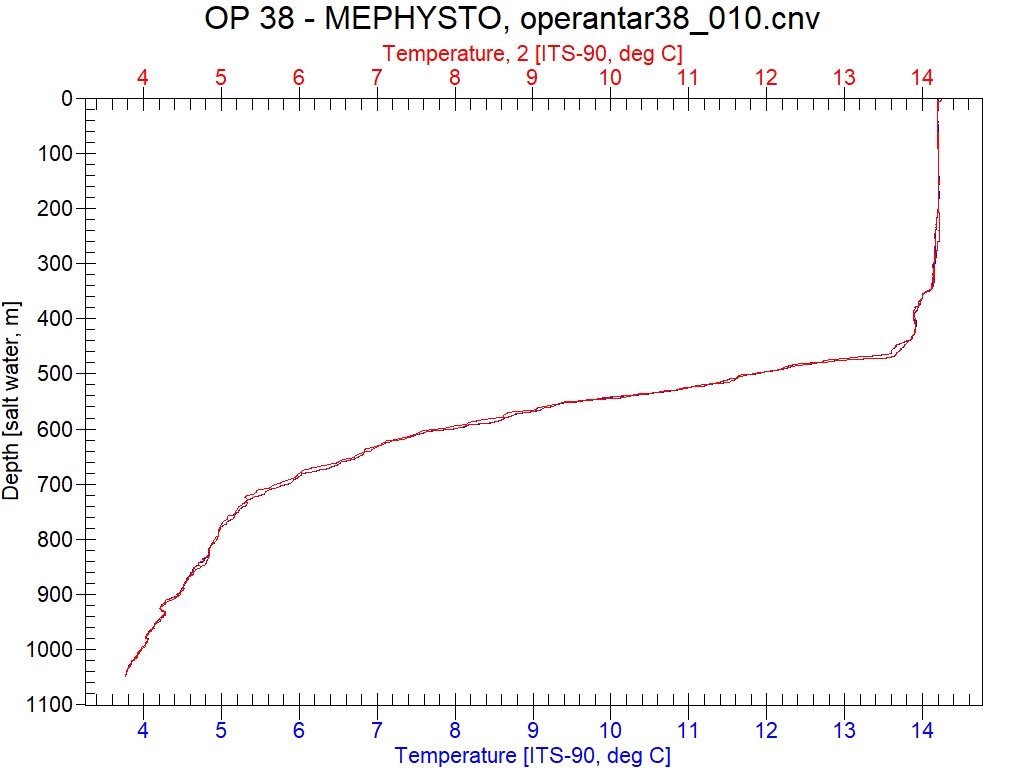 OP 38 - MEPHYSTO, operantar38_010.cnv
Temperature, 2 [ITS-90, deg C]
4 5 6 7 8 9 10 11 12 13 14
0
100
200
300
400
500
600
700
800
900
1000
1100
Depth [salt water, m]
4 5 6 7 8 9 10 11 12 13 14
Temperature [ITS-90, deg C]